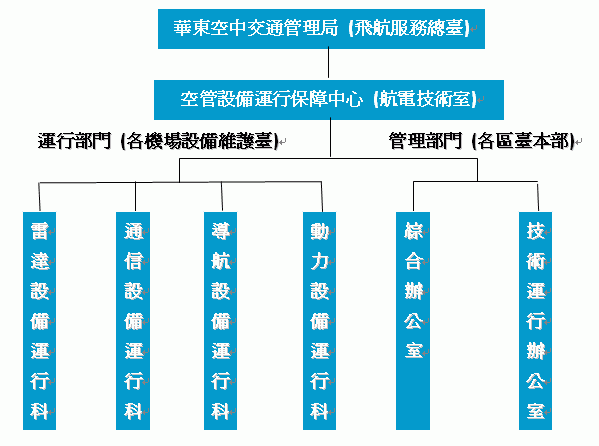 華東空中交通管理局 (飛航服務總臺)
空管設備運行保障中心 (航電技術室)
運行部門 (各機場設備維護臺)
管理部門 (各區臺本部)
雷達設備運行科
通信設備運行科
導航設備運行科
動力設備運行科
綜合辦公室
技術運行辦公室